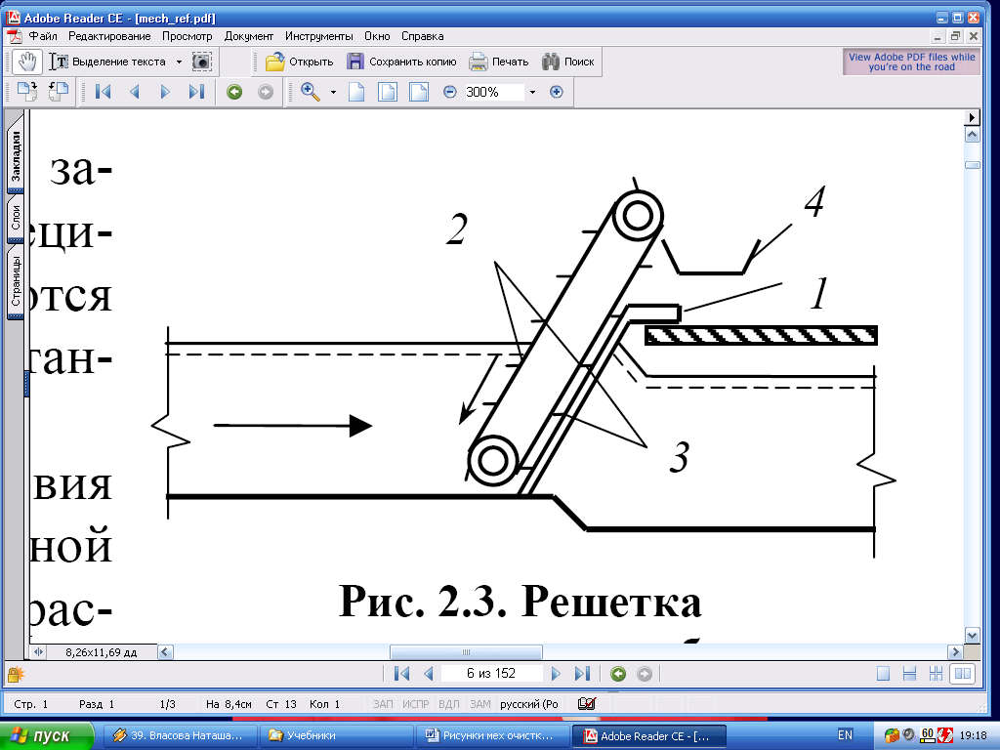 Adobe Reader CE - [mech_ref.pdf]
Файл Редактирование Просмотр Документ Инструменты Окно Справка
Выделение текста Открыть Сохранить копию Печать Поиск
View Adobe PDF files while
you're on the road
300%
Закладки
Слои
Страницы
за-
еци-
ются
тан-
вия
ной
рас-
2
4
1
3
Рис. 2.3. Решетка
8,26x11,69 дд
6 из 152
Стр. 1 Разд 1 1/3 На 8,4см Ст 13 Кол 1 ЗАП ИСПР ВДЛ ЗАМ русский (Ро
пуск 39. Власова Наташа... Учебники Рисунки мех очистк... Adobe Reader CE - [... EN 60 19:18